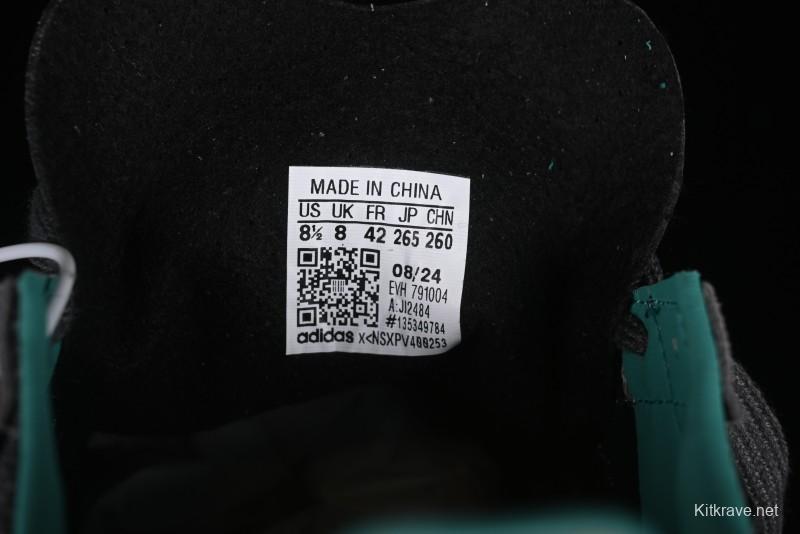 MADE IN CHINA
US UK FR JP CHN
8½ 8 42 265 260
08/24
EVH 791004
A:JI2484
#135349784
adidas x<NSXPV400253
Kitkrave.net